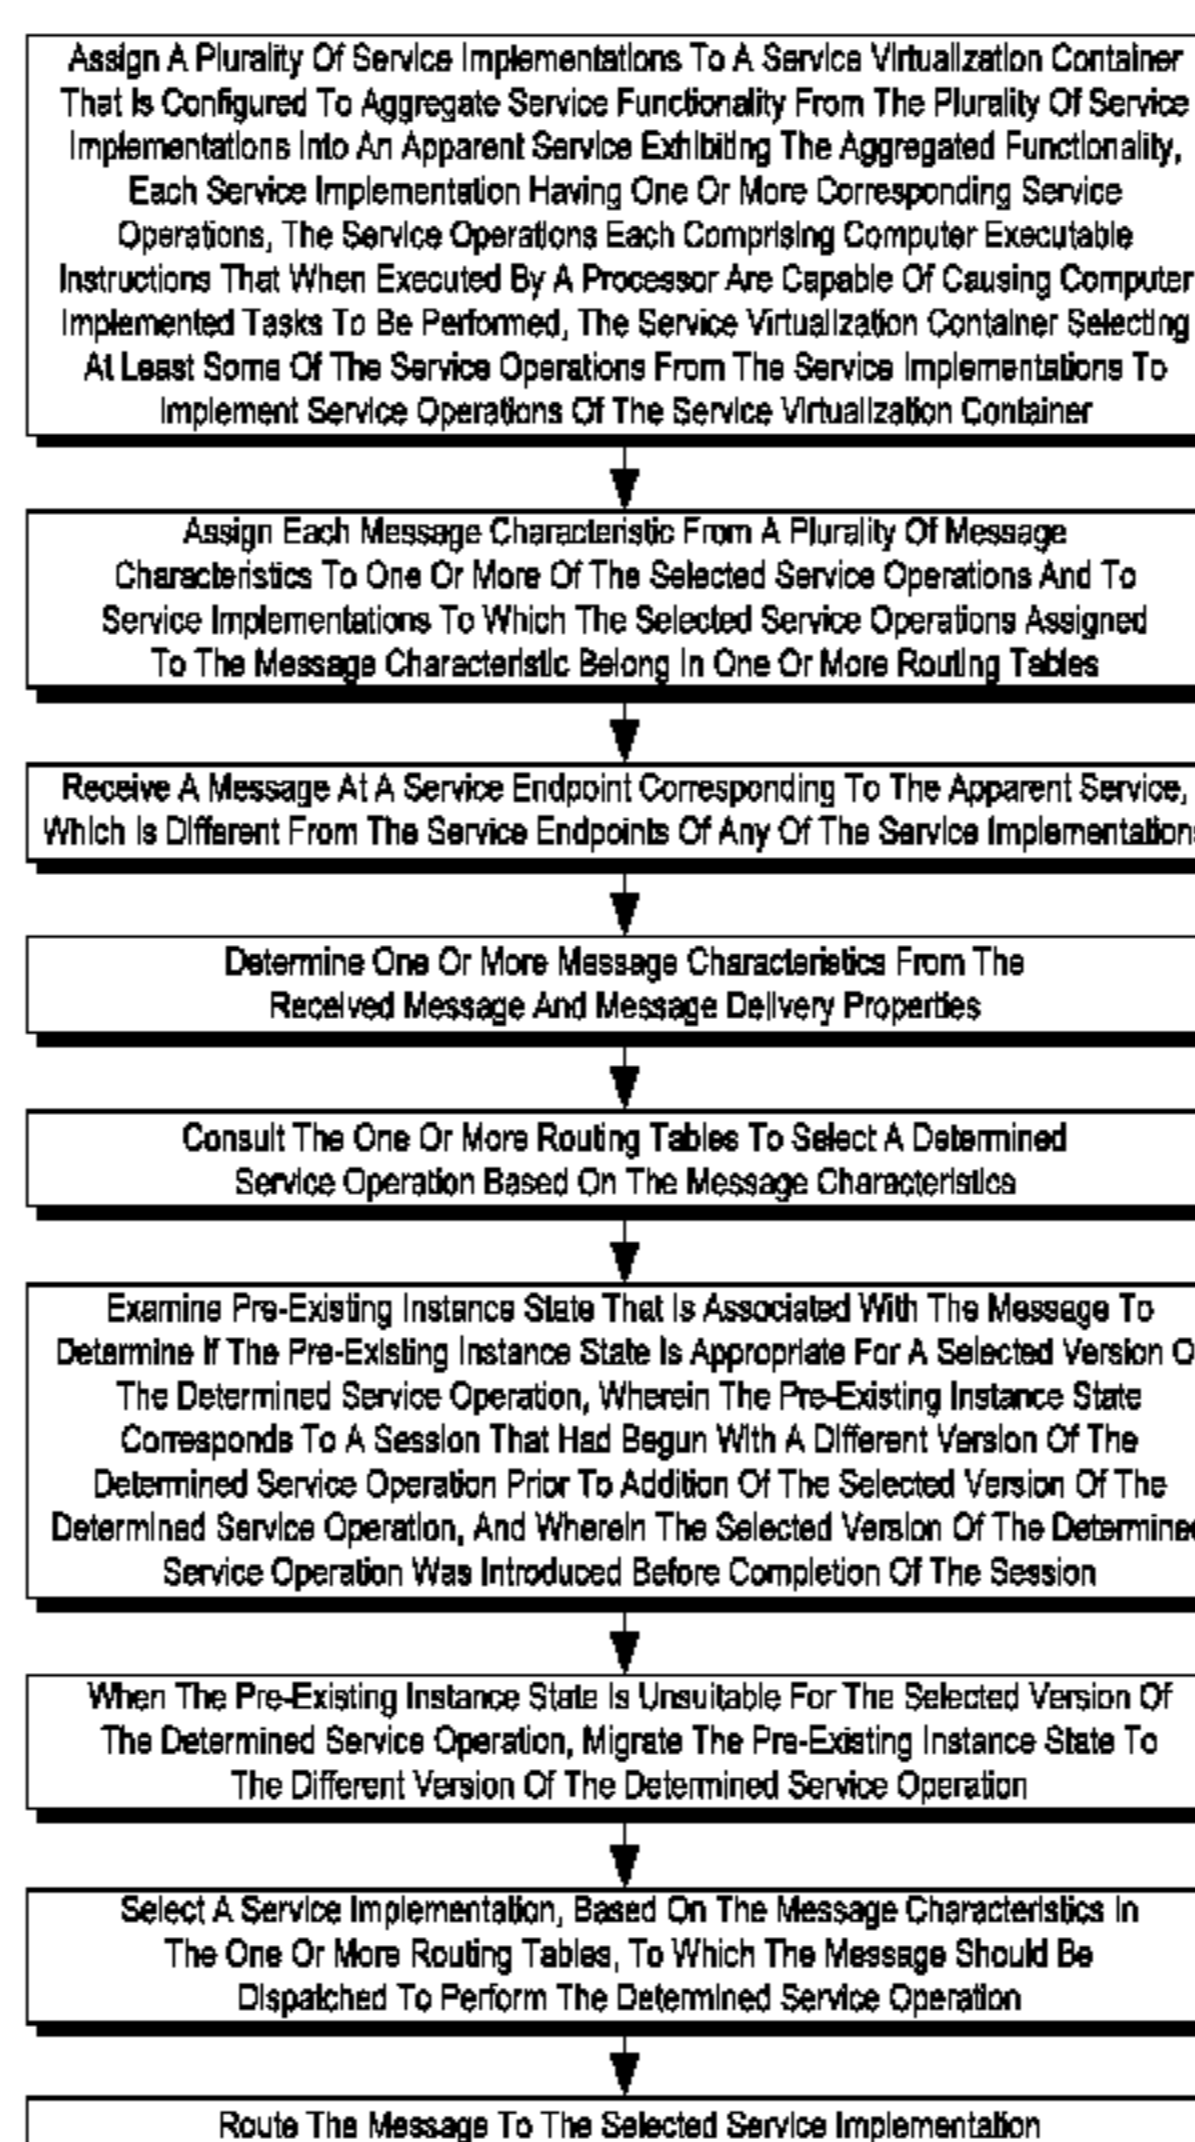 Assign A Plurality Of Service Implementations To A Service Virtualization Container
That Is Configured To Aggregate Service Functionality From The Plurality Of Service
Implementations Into An Apparent Service Exhibiting The Aggregated Functionality,
Each Service Implementation Having One Or More Corresponding Service
Operations, The Service Operations Each Comprising Computer Executable
Instructions That When Executed By A Processor Are Capable Of Causing Computer
Implemented Tasks To Be Performed, The Service Virtualization Container Selecting
At Least Some Of The Service Operations From The Service Implementations To
Implement Service Operations Of The Service Virtualization Container
Assign Each Message Characteristic From A Plurality Of Message
Characteristics To One Or More Of The Selected Service Operations And To
Service Implementations To Which The Selected Service Operations Assigned
To The Message Characteristic Belong In One Or More Routing Tables
Receive A Message At A Service Endpoint Corresponding To The Apparent Service,
Which Is Different From The Service Endpoints Of Any Of The Service Implementations
Determine One Or More Message Characteristics From The
Received Message And Message Delivery Properties
Consult The One Or More Routing Tables To Select A Determined
Service Operation Based On The Message Characteristics
Examine Pre-Existing Instance State That Is Associated With The Message To
Determine If The Pre-Existing Instance State Is Appropriate For A Selected Version O
The Determined Service Operation, Wherein The Pre-Existing Instance State
Corresponds To A Session That Had Begun With A Different Version Of The
Determined Service Operation Prior To Addition Of The Selected Version Of The
Determined Service Operation, And Wherein The Selected Version Of The Determined
Service Operation Was Introduced Before Completion Of The Session
When The Pre-Existing Instance State Is Unsuitable For The Selected Version Of
The Determined Service Operation, Migrate The Pre-Existing Instance State To
The Different Version Of The Determined Service Operation
Select A Service Implementation, Based On The Message Characteristics In
The One Or More Routing Tables, To Which The Message Should Be
Dispatched To Perform The Determined Service Operation
Route The Message To The Selected Service Implementation